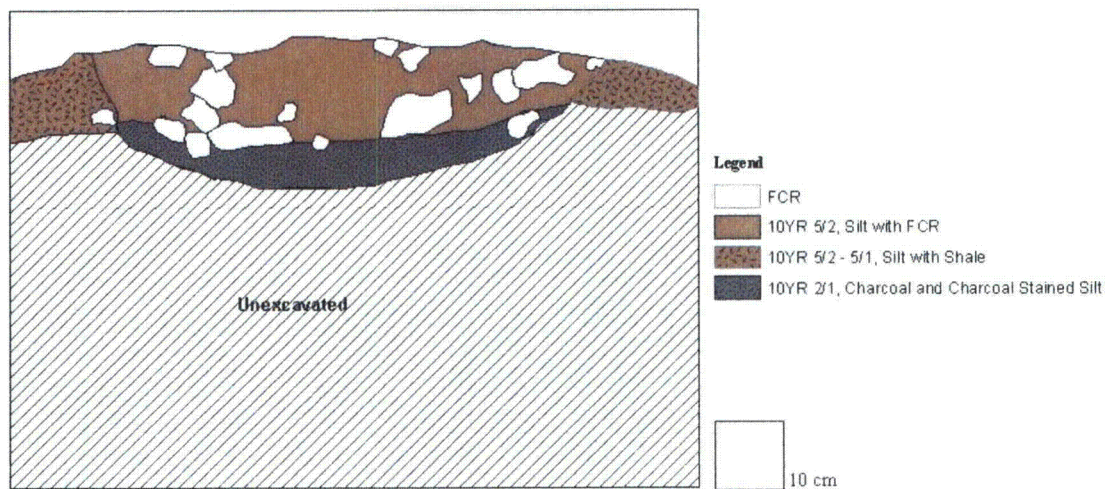 Unexcavated
Legend
FCR
10YR 5/2, Silt with FCR
10YR 5/2 - 5/1, Silt with Shale
10YR 2/1, Charcoal and Charcoal Stained Silt
10 cm